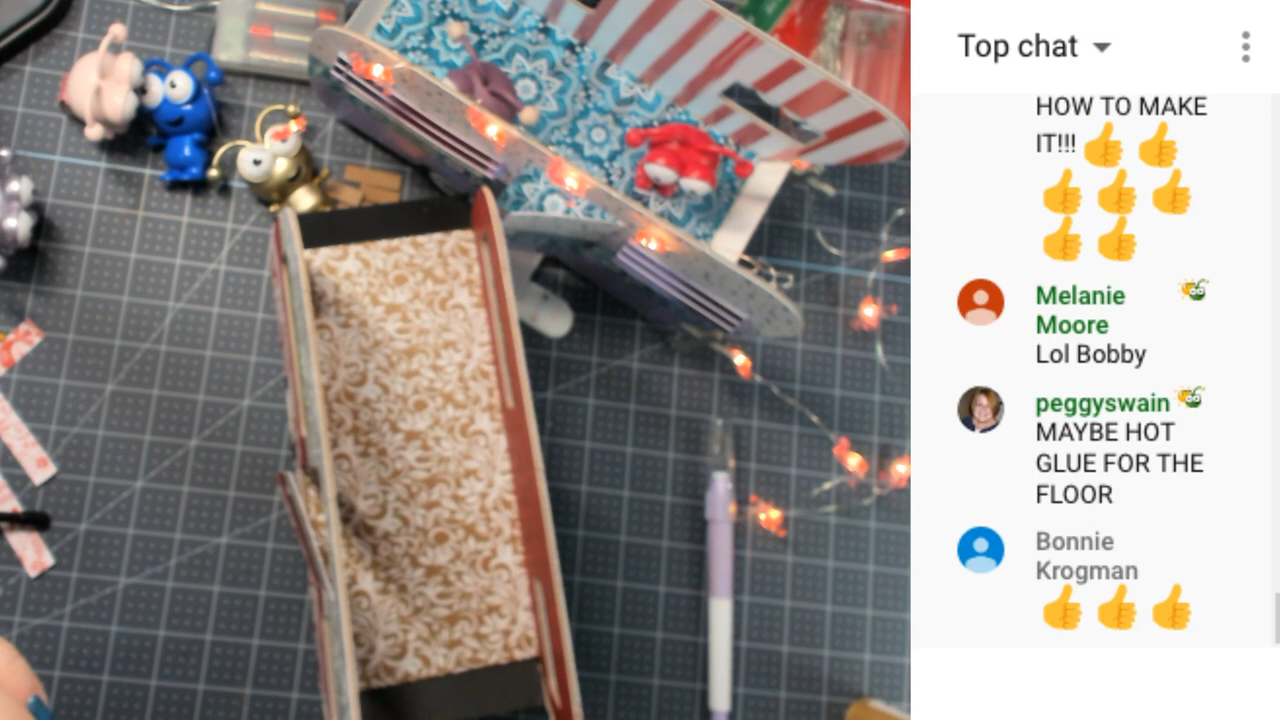 Top chat
HOW TO MAKE
IT!!! 👍 👍
👍 👍 👍
👍 👍
Melanie
Moore
Lol Bobby
peggyswain
MAYBE HOT
GLUE FOR THE
FLOOR
Bonnie
Krogman
👍 👍 👍